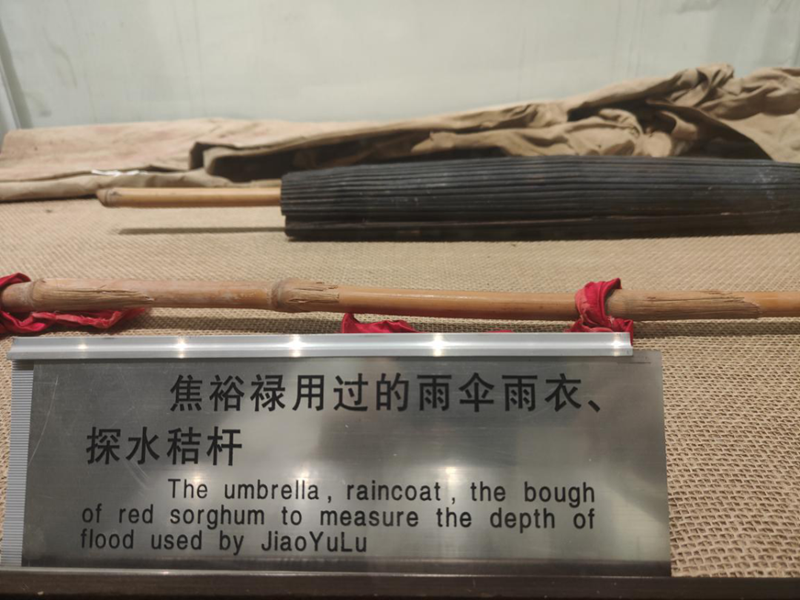 焦裕禄用过的雨伞雨衣、
探水秸杆
The umbrella, raincoat, the bough
of red sorghum to measure the depth of
flood used by JiaoYuLu